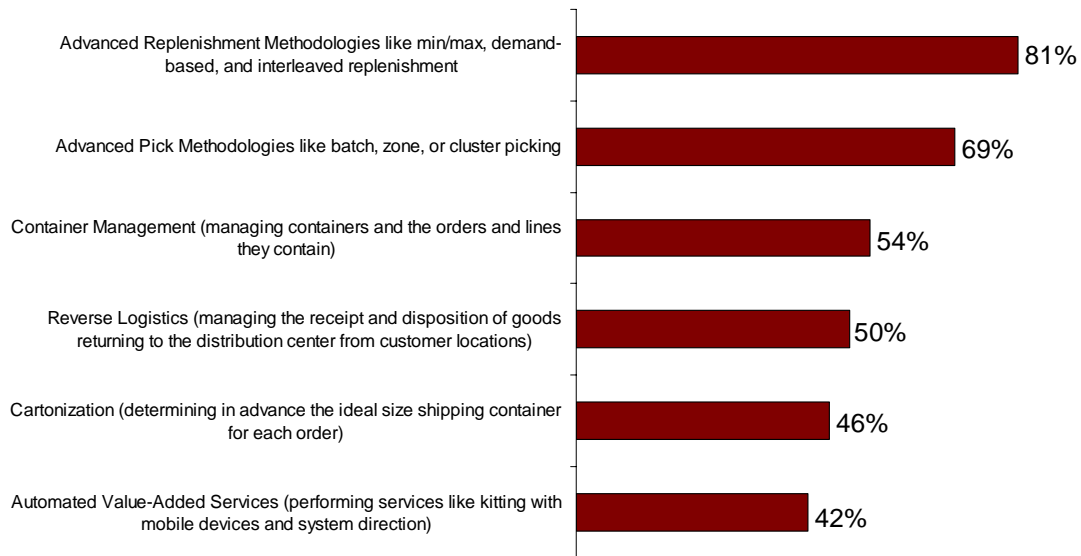 Advanced Replenishment Methodologies like min/max, demand-
based, and interleaved replenishment
81%
Advanced Pick Methodologies like batch, zone, or cluster picking
69%
Container Management (managing containers and the orders and lines
they contain)
54%
Reverse Logistics (managing the receipt and disposition of goods
returning to the distribution center from customer locations)
50%
Cartonization (determining in advance the ideal size shipping container
for each order)
46%
Automated Value-Added Services (performing services like kitting with
mobile devices and system direction)
42%